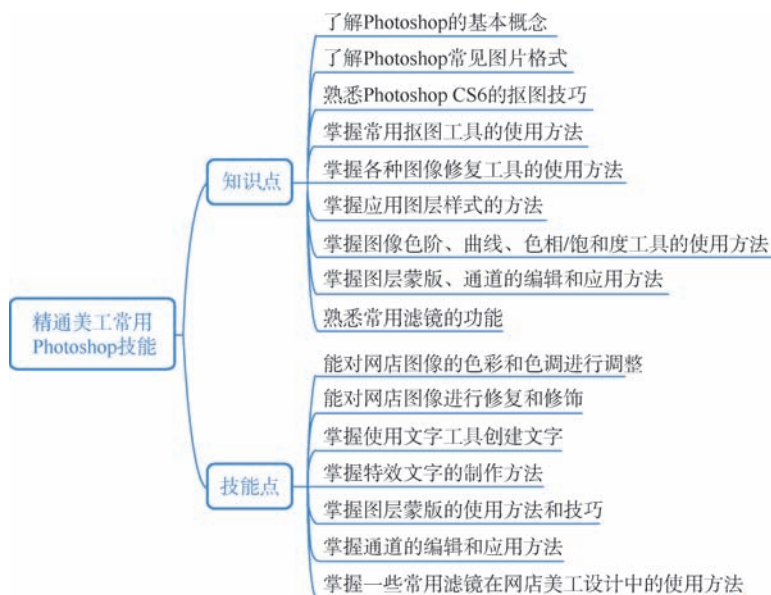 精通美工常用
Photoshop技能
知识点
了解Photoshop的基本概念
了解Photoshop常见图片格式
熟悉Photoshop CS6的抠图技巧
掌握常用抠图工具的使用方法
掌握各种图像修复工具的使用方法
掌握应用图层样式的方法
掌握图像色阶、曲线、色相/饱和度工具的使用方法
掌握图层蒙版、通道的编辑和应用方法
熟悉常用滤镜的功能
技能点
能对网店图像的色彩和色调进行调整
能对网店图像进行修复和修饰
掌握使用文字工具创建文字
掌握特效文字的制作方法
掌握图层蒙版的使用方法和技巧
掌握通道的编辑和应用方法
掌握一些常用滤镜在网店美工设计中的使用方法